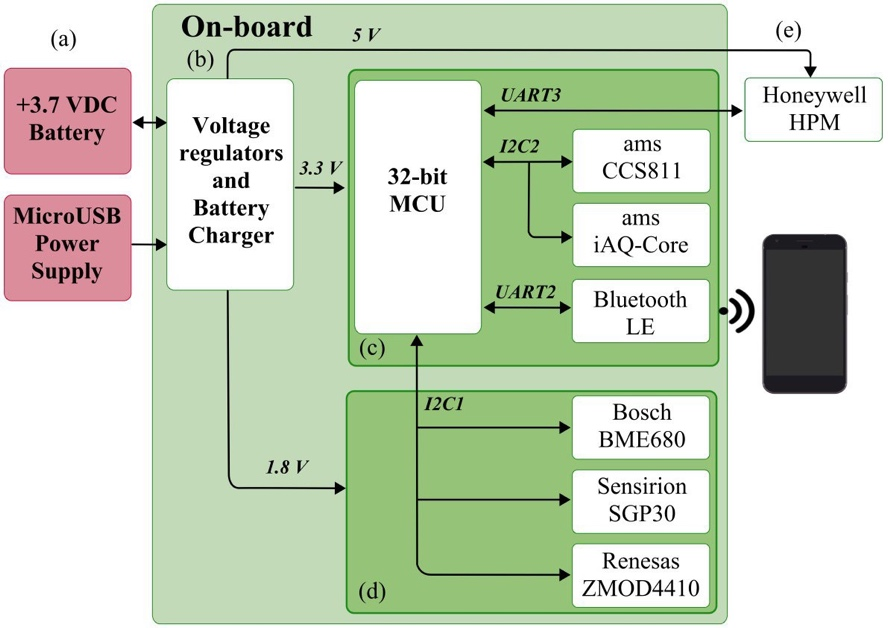 (a)
On-board
(b)
5 V
(e)
+3.7 VDC
Battery
MicroUSB
Power
Supply
Voltage
regulators
and
Battery
Charger
3.3 V
32-bit
MCU
UART3
Honeywell
HPM
I2C2
ams
CCS811
ams
iAQ-Core
UART2
Bluetooth
LE
(c)
I2C1
1.8 V
Bosch
BME680
Sensirion
SGP30
Renesas
ZMOD4410
(d)